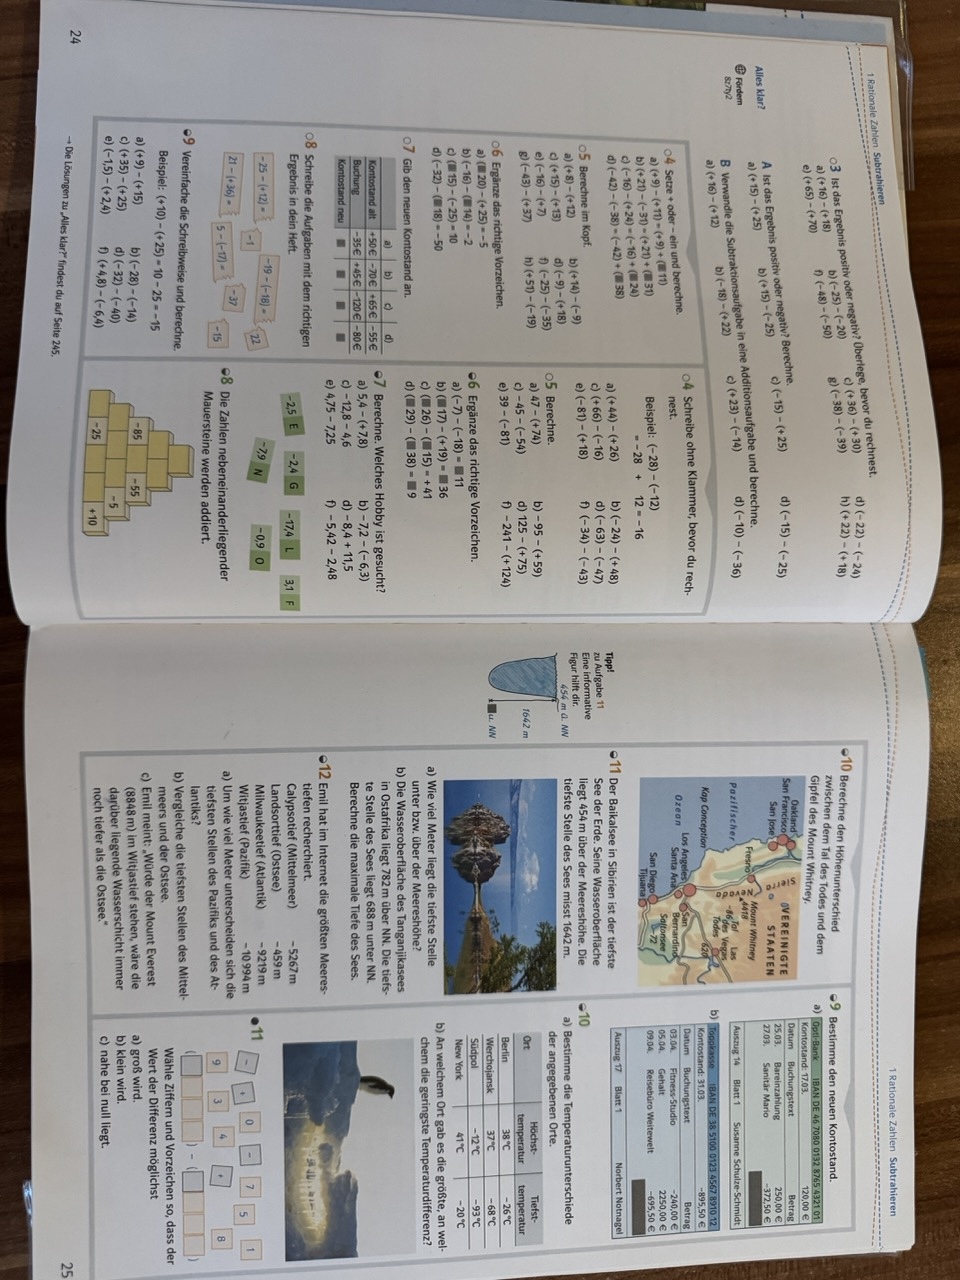 1 Rationale Zahlen Subtrahieren
○3 Ist das Ergebnis positiv oder negativ? Überlege, bevor du rechnest.
a) (+16) – (+18)
b) (–25) – (–20)
c) (+36) – (+30)
d) (–22) – (–24)
e) (+65) – (+70)
f) (–48) – (–50)
g) (–38) – (–39)
h) (+22) – (+18)
Alles klar?
Fördern
8z7ty2
A Ist das Ergebnis positiv oder negativ? Berechne.
a) (+15) – (+25)
b) (+15) – (–25)
c) (–15) – (+25)
d) (–15) – (–25)
B Verwandle die Subtraktionsaufgabe in eine Additionsaufgabe und berechne.
a) (+16) – (+12)
b) (–18) – (+22)
c) (+23) – (–14)
d) (–10) – (–36)
○4 Setze + oder – ein und berechne.
a) (+9) – (+11) = (+9) + (■11)
b) (+21) – (–31) = (+21) + (■31)
c) (–16) – (+24) = (–16) + (■24)
d) (–42) – (–38) = (–42) + (■38)
○5 Berechne im Kopf.
a) (+8) – (+12)
b) (+14) – (–9)
c) (+15) – (+13)
d) (–9) – (+18)
e) (–16) – (+7)
f) (–25) – (–35)
g) (–43) – (+37)
h) (+51) – (–19)
○6 Ergänze das richtige Vorzeichen.
a) (■20) – (+25) = –5
b) (–16) – (■14) = –2
c) (■15) – (–25) = 10
d) (–32) – (■18) = –50
○7 Gib den neuen Kontostand an.
a) b) c) d)
Kontostand alt +50€ –70€ +65€ –55€
Buchung –35€ +45€ –120€ –80€
Kontostand neu ■ ■ ■ ■
○8 Schreibe die Aufgaben mit dem richtigen
Ergebnis in dein Heft.
–25 – (+12) =
–1
–19 – (–18) =
22
21 – (+36) =
5 – (–17) =
–37
–15
◒9 Vereinfache die Schreibweise und berechne.
Beispiel: (+10) – (+25) = 10 – 25 = –15
a) (+9) – (+15)
b) (–28) – (–14)
c) (+35) – (+25)
d) (–32) – (–40)
e) (–1,5) – (+2,4)
f) (+4,8) – (–6,4)
○4 Schreibe ohne Klammer, bevor du rech-
nest.
Beispiel: (–28) – (–12)
= –28 + 12 = –16
a) (+44) – (+26)
b) (–24) – (+48)
c) (+66) – (–16)
d) (–63) – (–47)
e) (–81) – (+18)
f) (–34) – (–43)
○5 Berechne.
a) 47 – (+74)
b) –95 – (+59)
c) –45 – (–54)
d) 125 – (+75)
e) 39 – (–81)
f) –241 – (+124)
◒6 Ergänze das richtige Vorzeichen.
a) (–7) – (–18) = ■11
b) (■17) – (+19) = ■36
c) (■26) – (■15) = +41
d) (■29) – (■38) = ■9
◒7 Berechne. Welches Hobby ist gesucht?
a) 5,4 – (+7,8)
b) –7,2 – (–6,3)
c) –12,8 – 4,6
d) –8,4 + 11,5
e) 4,75 – 7,25
f) –5,42 – 2,48
–2,5 E
–2,4 G
–17,4 L
3,1 F
–7,9 N
–0,9 O
◒8 Die Zahlen nebeneinanderliegender
Mauersteine werden addiert.
–85
–55
–25
–5
+10
24
→ Die Lösungen zu „Alles klar?“ findest du auf Seite 245.
1 Rationale Zahlen Subtrahieren
◒10 Berechne den Höhenunterschied
zwischen dem Tal des Todes und dem
Gipfel des Mount Whitney.
VEREINIGTE
STAATEN
Oakland
San Francisco
San Jose
Fresno
Sierra
Nevada
Mount Whitney
4418
Tal
des
Todes
–86
Las
Vegas
620
Pazifischer
Ozean
Kap Conception
Los Angeles
Santa Ana
San
Bernardino
Saltonsee
–72
San Diego
Tijuana
Tipp!
zu Aufgabe 11
Eine informative
Figur hilft dir.
454 m ü. NN
1642 m
■ u. NN
◒11 Der Baikalsee in Sibirien ist der tiefste
See der Erde. Seine Wasseroberfläche
liegt 454 m über der Meereshöhe. Die
tiefste Stelle des Sees misst 1642 m.
a) Wie viel Meter liegt die tiefste Stelle
unter bzw. über der Meereshöhe?
b) Die Wasseroberfläche des Tanganjikasees
in Ostafrika liegt 782 m über NN. Die tiefs-
te Stelle des Sees liegt 688 m unter NN.
Berechne die maximale Tiefe des Sees.
◒12 Emil hat im Internet die größten Meeres-
tiefen recherchiert.
Calypsotief (Mittelmeer) –5267 m
Landsorttief (Ostsee) –459 m
Milwaukeetief (Atlantik) –9219 m
Witjastief (Pazifik) –10 994 m
a) Um wie viel Meter unterscheiden sich die
tiefsten Stellen des Pazifiks und des At-
lantiks?
b) Vergleiche die tiefsten Stellen des Mittel-
meers und der Ostsee.
c) Emil meint: „Würde der Mount Everest
(8848 m) im Witjastief stehen, wäre die
darüber liegende Wasserschicht immer
noch tiefer als die Ostsee.“
◒9 Bestimme den neuen Kontostand.
a) Opti-Bank IBAN DE 46 7080 0132 8765 4321 01
Kontostand: 17.03. 120,00 €
Datum Buchungstext Betrag
25.03. Bareinzahlung 250,00 €
27.03. Sanitär Mario –372,50 €
Auszug 14 Blatt 1 Susanne Schulze-Schmidt
b) Toppkasse IBAN DE 38 5100 0123 4567 8910 12
Kontostand: 31.03. –895,50 €
Datum Buchungstext Betrag
03.04. Fitness-Studio –240,00 €
05.04. Gehalt 2250,00 €
09.04. Reisebüro Weltweit –695,50 €
Auszug 17 Blatt 1 Norbert Notnagel
◒10
a) Bestimme die Temperaturunterschiede
der angegebenen Orte.
Ort Höchst-temperatur Tiefst-temperatur
Berlin 38 °C –26 °C
Werchojansk 37 °C –68 °C
Südpol –12 °C –93 °C
New York 41 °C –20 °C
b) An welchem Ort gab es die größte, an wel-
chem die geringste Temperaturdifferenz?
●11
– + 0 – 7 5 1
9 3 4 + 8
( ) – ( )
Wähle Ziffern und Vorzeichen so, dass der
Wert der Differenz möglichst
a) groß wird.
b) klein wird.
c) nahe bei null liegt.
25